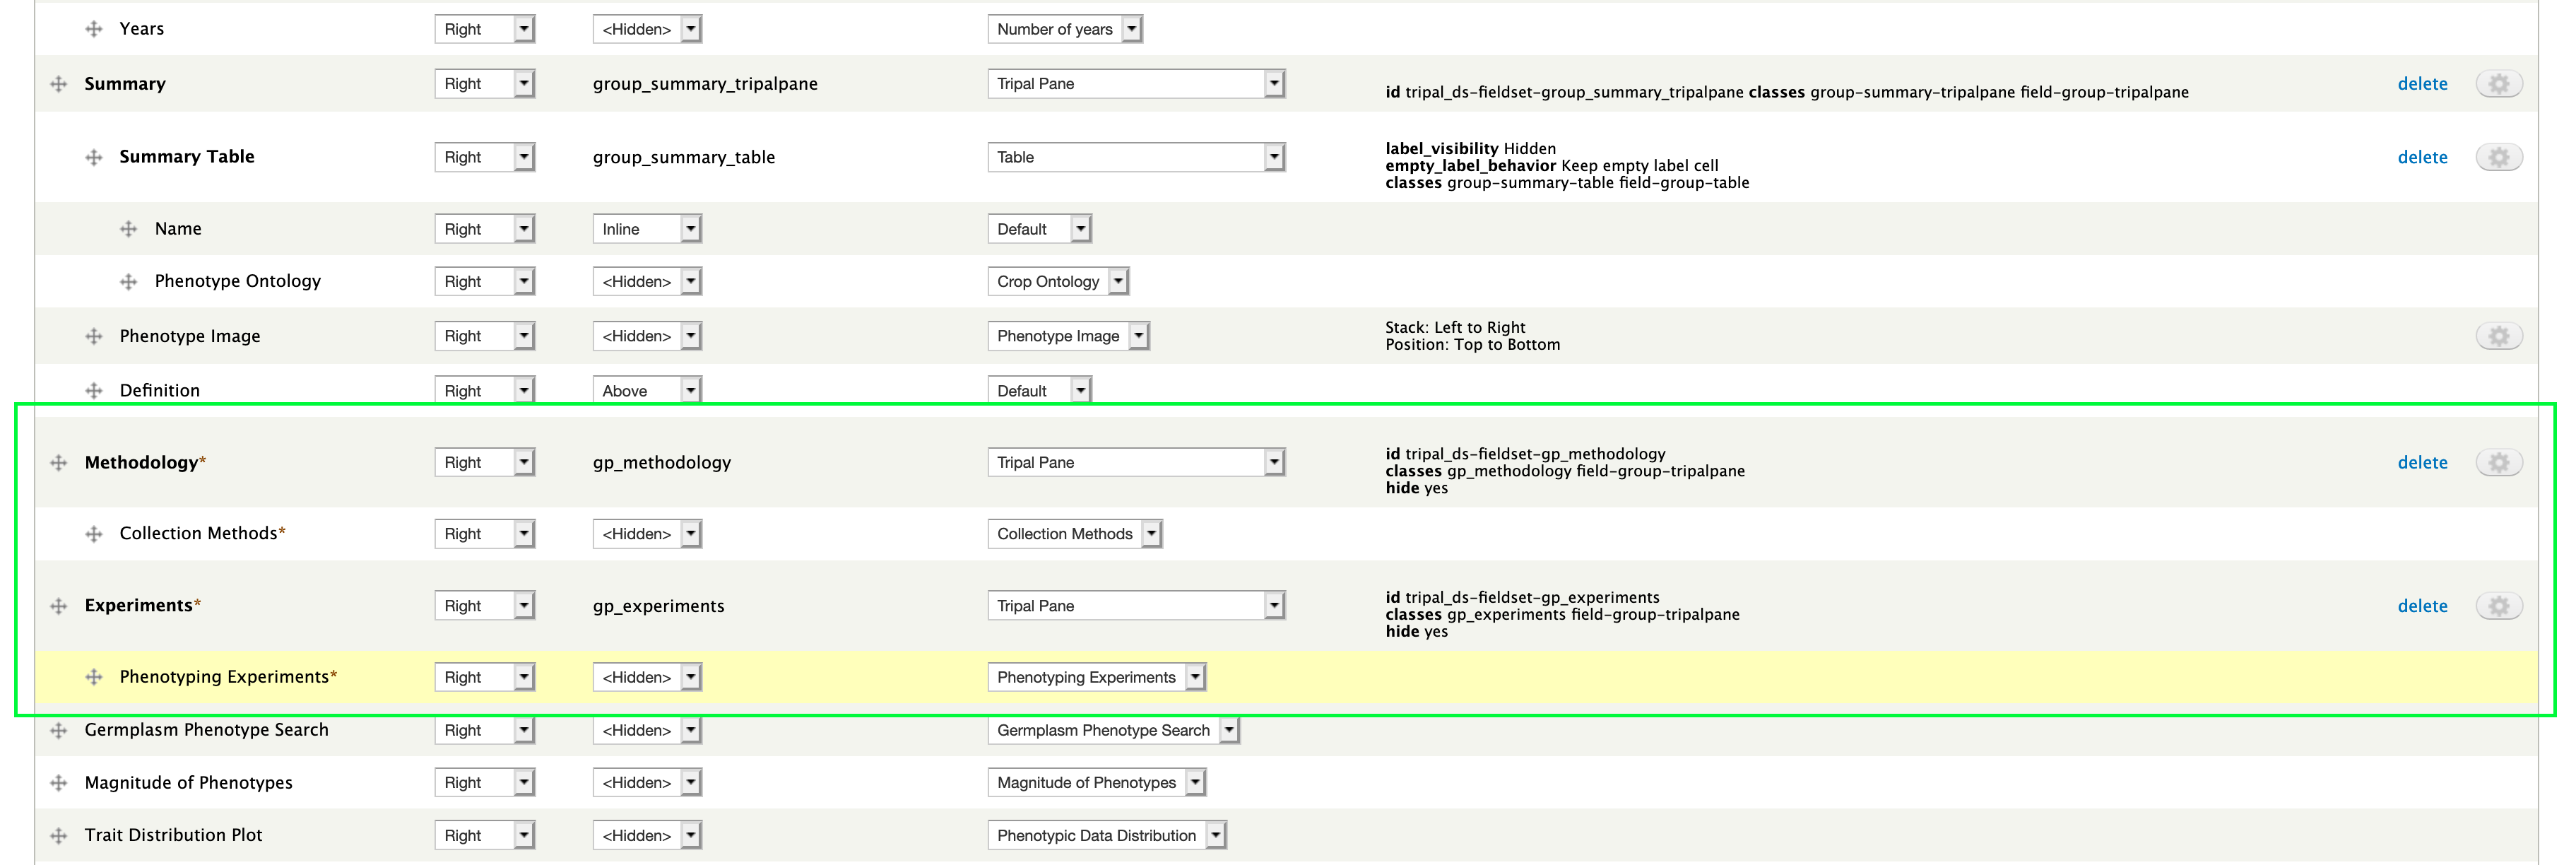 Years Right <Hidden> Number of years
Summary Right group_summary_tripalpane Tripal Pane id tripal_ds-fieldset-group_summary_tripalpane classes group-summary-tripalpane field-group-tripalpane delete
Summary Table Right group_summary_table Table label_visibility Hidden delete
empty_label_behavior Keep empty label cell
classes group-summary-table field-group-table
Name Right Inline Default
Phenotype Ontology Right <Hidden> Crop Ontology
Phenotype Image Right <Hidden> Phenotype Image Stack: Left to Right
Position: Top to Bottom
Definition Right Above Default
Methodology* Right gp_methodology Tripal Pane id tripal_ds-fieldset-gp_methodology delete
classes gp_methodology field-group-tripalpane
hide yes
Collection Methods* Right <Hidden> Collection Methods
Experiments* Right gp_experiments Tripal Pane id tripal_ds-fieldset-gp_experiments delete
classes gp_experiments field-group-tripalpane
hide yes
Phenotyping Experiments* Right <Hidden> Phenotyping Experiments
Germplasm Phenotype Search Right <Hidden> Germplasm Phenotype Search
Magnitude of Phenotypes Right <Hidden> Magnitude of Phenotypes
Trait Distribution Plot Right <Hidden> Phenotypic Data Distribution